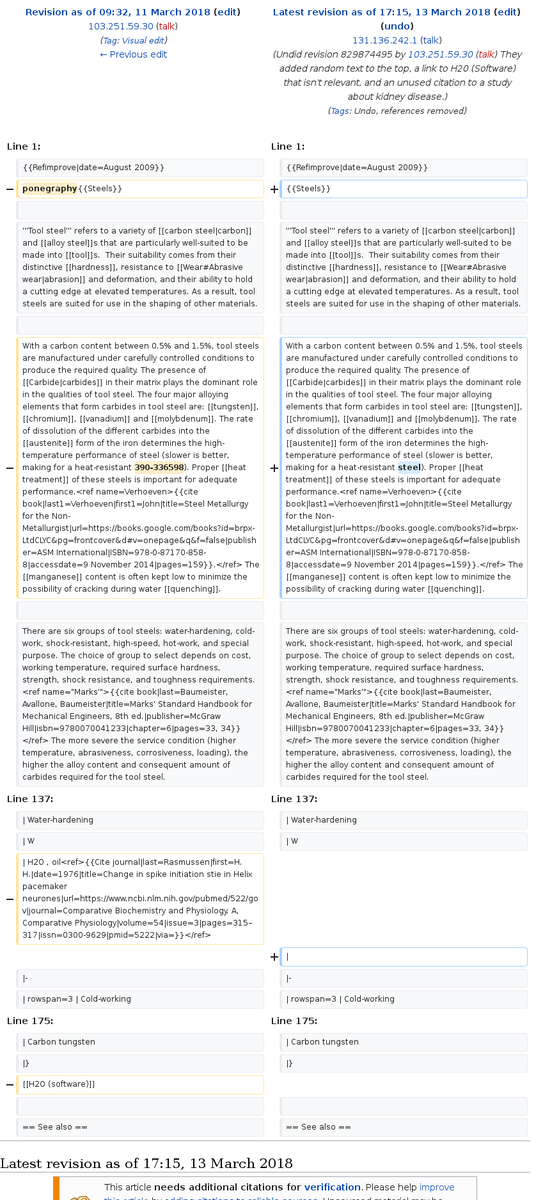 Revision as of 09:32, 11 March 2018 (edit)
103.251.59.30 (talk)
(Tag: Visual edit)
← Previous edit
Latest revision as of 17:15, 13 March 2018 (edit)
(undo)
131.136.242.1 (talk)
(Undid revision 829874495 by 103.251.59.30 (talk) They
added random text to the top, a link to H20 (Software)
that isn't relevant, and an unused citation to a study
about kidney disease.)
(Tags: Undo, references removed)
Line 1:
{{Refimprove|date=August 2009}}
− ponegraphy{{Steels}}
'''Tool steel''' refers to a variety of [[carbon steel|carbon]]
and [[alloy steel]]s that are particularly well-suited to be
made into [[tool]]s.  Their suitability comes from their
distinctive [[hardness]], resistance to [[Wear#Abrasive
wear|abrasion]] and deformation, and their ability to hold
a cutting edge at elevated temperatures. As a result, tool
steels are suited for use in the shaping of other materials.
With a carbon content between 0.5% and 1.5%, tool steels
are manufactured under carefully controlled conditions to
produce the required quality. The presence of
[[Carbide|carbides]] in their matrix plays the dominant role
in the qualities of tool steel. The four major alloying
elements that form carbides in tool steel are: [[tungsten]],
[[chromium]], [[vanadium]] and [[molybdenum]]. The rate
of dissolution of the different carbides into the
[[austenite]] form of the iron determines the high-
temperature performance of steel (slower is better,
− making for a heat-resistant 390-336598). Proper [[heat
treatment]] of these steels is important for adequate
performance.<ref name=Verhoeven>{{cite
book|last1=Verhoeven|first1=John|title=Steel Metallurgy
for the Non-
Metallurgist|url=https://books.google.com/books?id=brpx-
LtdCLYC&pg=frontcover&dv=onepage&q&f=false|publish
er=ASM International|ISBN=978-0-87170-858-
8|accessdate=9 November 2014|pages=159}}.</ref> The
[[manganese]] content is often kept low to minimize the
possibility of cracking during water [[quenching]].
There are six groups of tool steels: water-hardening, cold-
work, shock-resistant, high-speed, hot-work, and special
purpose. The choice of group to select depends on cost,
working temperature, required surface hardness,
strength, shock resistance, and toughness requirements.
<ref name="Marks'">{{cite book|last=Baumeister,
Avallone, Baumeister|title=Marks' Standard Handbook for
Mechanical Engineers, 8th ed.|publisher=McGraw
Hill|isbn=9780070041233|chapter=6|pages=33, 34}}
</ref> The more severe the service condition (higher
temperature, abrasiveness, corrosiveness, loading), the
higher the alloy content and consequent amount of
carbides required for the tool steel.
Line 1:
{{Refimprove|date=August 2009}}
+ {{Steels}}
'''Tool steel''' refers to a variety of [[carbon steel|carbon]]
and [[alloy steel]]s that are particularly well-suited to be
made into [[tool]]s.  Their suitability comes from their
distinctive [[hardness]], resistance to [[Wear#Abrasive
wear|abrasion]] and deformation, and their ability to hold
a cutting edge at elevated temperatures. As a result, tool
steels are suited for use in the shaping of other materials.
With a carbon content between 0.5% and 1.5%, tool steels
are manufactured under carefully controlled conditions to
produce the required quality. The presence of
[[Carbide|carbides]] in their matrix plays the dominant role
in the qualities of tool steel. The four major alloying
elements that form carbides in tool steel are: [[tungsten]],
[[chromium]], [[vanadium]] and [[molybdenum]]. The rate
of dissolution of the different carbides into the
[[austenite]] form of the iron determines the high-
temperature performance of steel (slower is better,
+ making for a heat-resistant steel). Proper [[heat
treatment]] of these steels is important for adequate
performance.<ref name=Verhoeven>{{cite
book|last1=Verhoeven|first1=John|title=Steel Metallurgy
for the Non-
Metallurgist|url=https://books.google.com/books?id=brpx-
LtdCLYC&pg=frontcover&dv=onepage&q&f=false|publish
er=ASM International|ISBN=978-0-87170-858-
8|accessdate=9 November 2014|pages=159}}.</ref> The
[[manganese]] content is often kept low to minimize the
possibility of cracking during water [[quenching]].
There are six groups of tool steels: water-hardening, cold-
work, shock-resistant, high-speed, hot-work, and special
purpose. The choice of group to select depends on cost,
working temperature, required surface hardness,
strength, shock resistance, and toughness requirements.
<ref name="Marks'">{{cite book|last=Baumeister,
Avallone, Baumeister|title=Marks' Standard Handbook for
Mechanical Engineers, 8th ed.|publisher=McGraw
Hill|isbn=9780070041233|chapter=6|pages=33, 34}}
</ref> The more severe the service condition (higher
temperature, abrasiveness, corrosiveness, loading), the
higher the alloy content and consequent amount of
carbides required for the tool steel.
Line 137:
| Water-hardening
| W
| H20 , oil<ref>{{Cite journal|last=Rasmussen|first=H.
H.|date=1976|title=Change in spike initiation stie in Helix
pacemaker
− neurones|url=https://www.ncbi.nlm.nih.gov/pubmed/522/go
v|journal=Comparative Biochemistry and Physiology. A,
Comparative Physiology|volume=54|issue=3|pages=315–
317|issn=0300-9629|pmid=5222|via=}}</ref>
|-
| rowspan=3 | Cold-working
Line 137:
| Water-hardening
| W
+ |
|-
| rowspan=3 | Cold-working
Line 175:
| Carbon tungsten
|}
− [[H20 (software)]]
== See also ==
Line 175:
| Carbon tungsten
|}
== See also ==
Latest revision as of 17:15, 13 March 2018
This article needs additional citations for verification. Please help improve